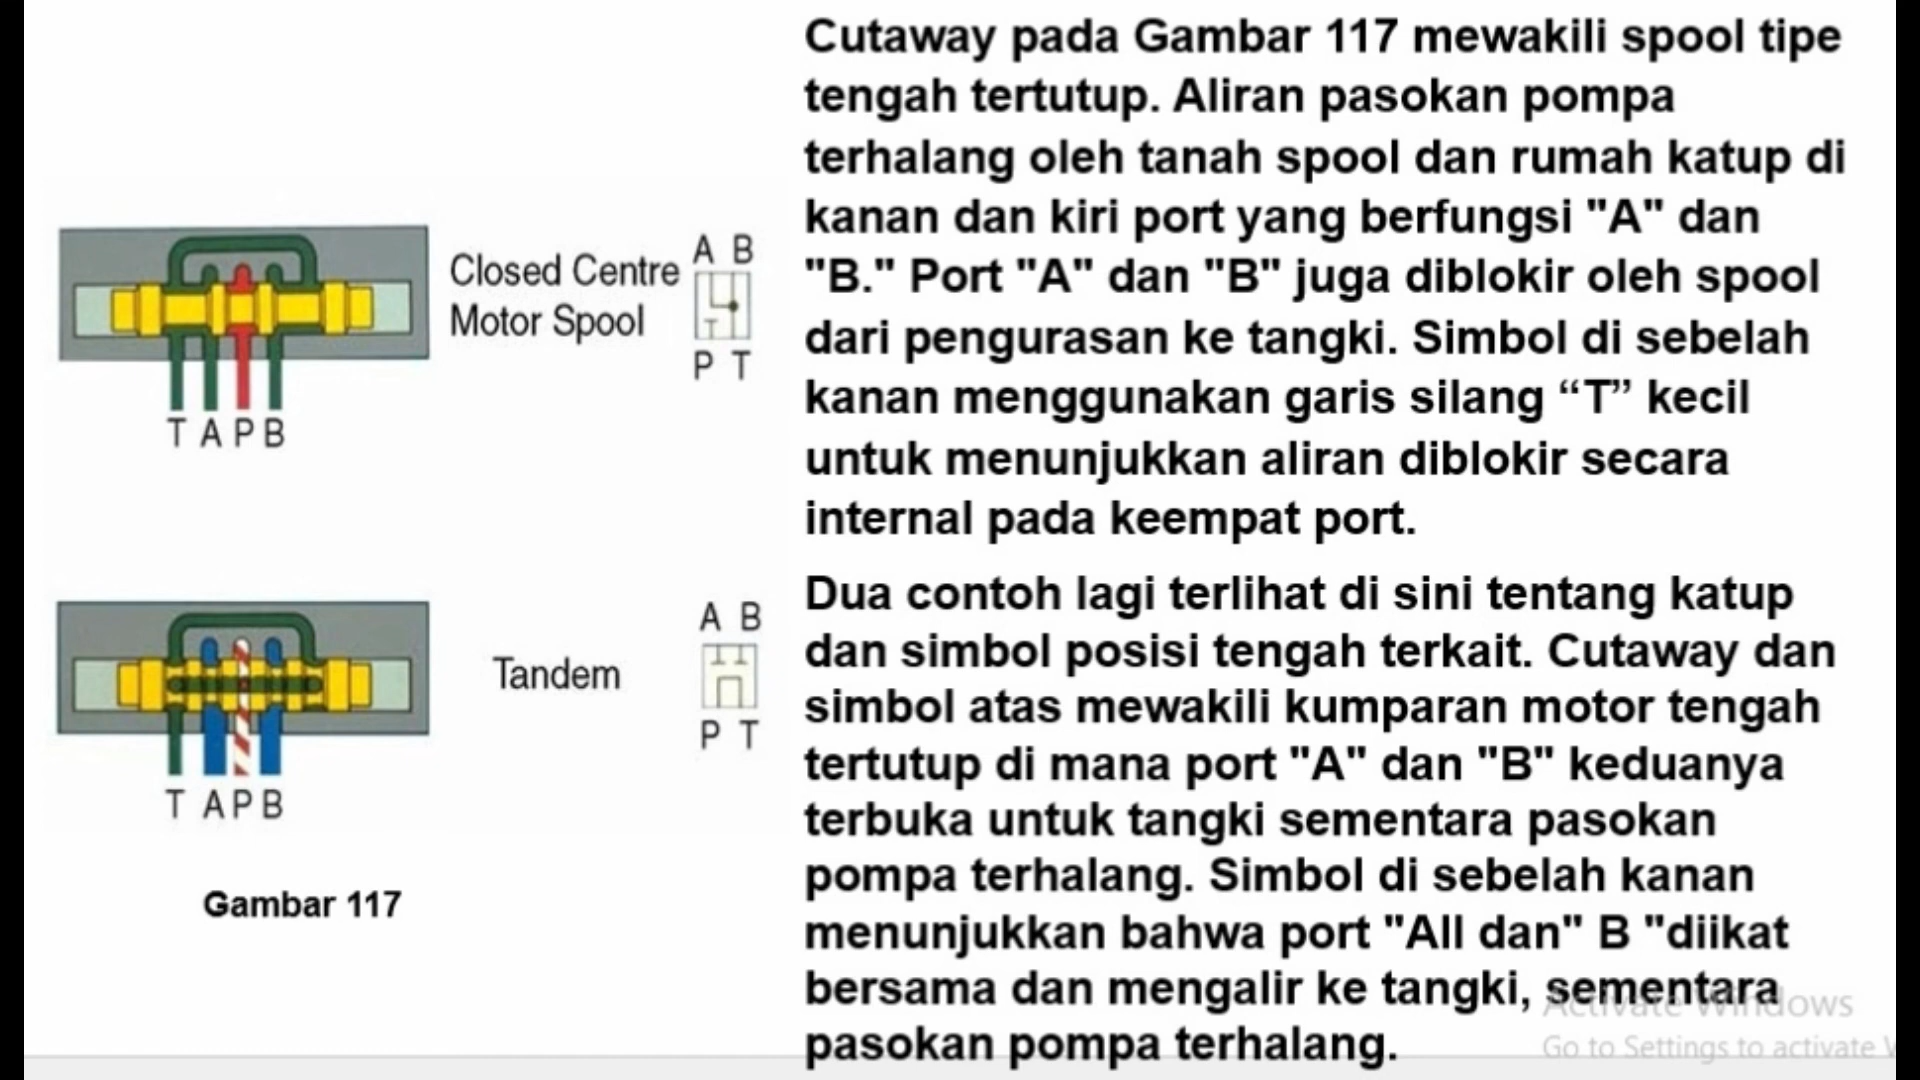 Cutaway pada Gambar 117 mewakili spool tipe
tengah tertutup. Aliran pasokan pompa
terhalang oleh tanah spool dan rumah katup di
kanan dan kiri port yang berfungsi "A" dan
"B." Port "A" dan "B" juga diblokir oleh spool
dari pengurasan ke tangki. Simbol di sebelah
kanan menggunakan garis silang “T” kecil
untuk menunjukkan aliran diblokir secara
internal pada keempat port.
A B
Closed Centre
Motor Spool
P T
T A P B
Dua contoh lagi terlihat di sini tentang katup
dan simbol posisi tengah terkait. Cutaway dan
simbol atas mewakili kumparan motor tengah
tertutup di mana port "A" dan "B" keduanya
terbuka untuk tangki sementara pasokan
pompa terhalang. Simbol di sebelah kanan
menunjukkan bahwa port "All dan" B "diikat
bersama dan mengalir ke tangki, sementara
pasokan pompa terhalang.
A B
Tandem
P T
T A P B
Gambar 117
Activate Windows
Go to Settings to activate